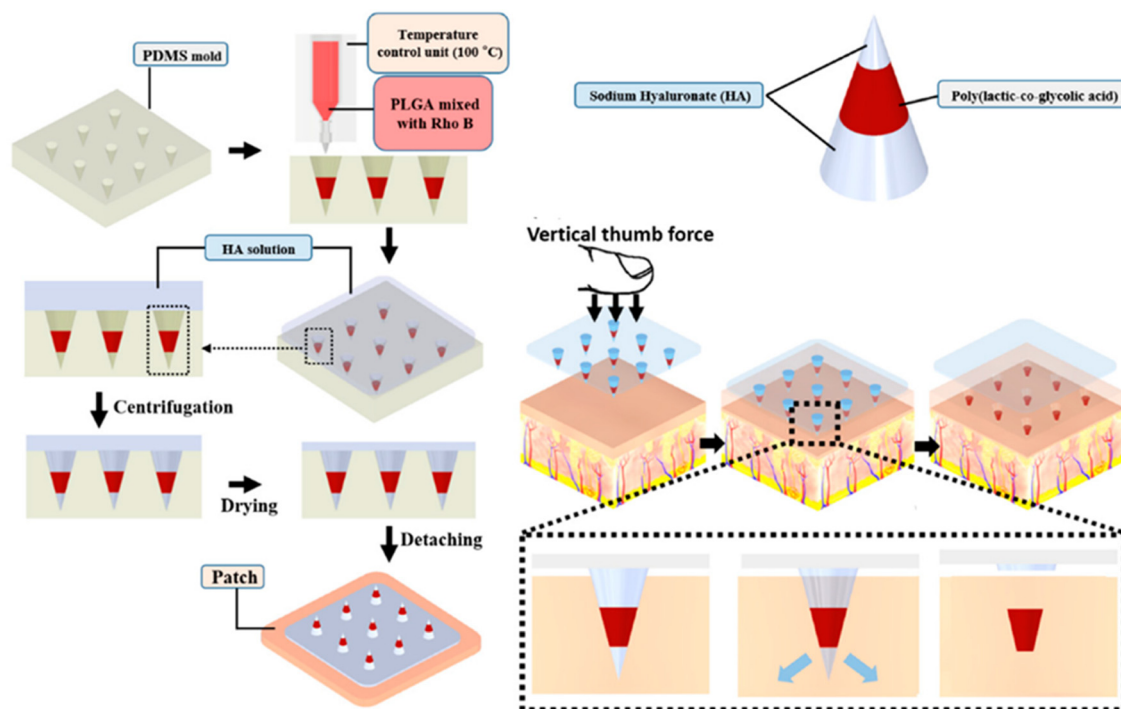 PDMS mold
Temperature
control unit (100 °C)
PLGA mixed
with Rho B
Sodium Hyaluronate (HA)
Poly(lactic-co-glycolic acid)
HA solution
Vertical thumb force
Centrifugation
Drying
Detaching
Patch